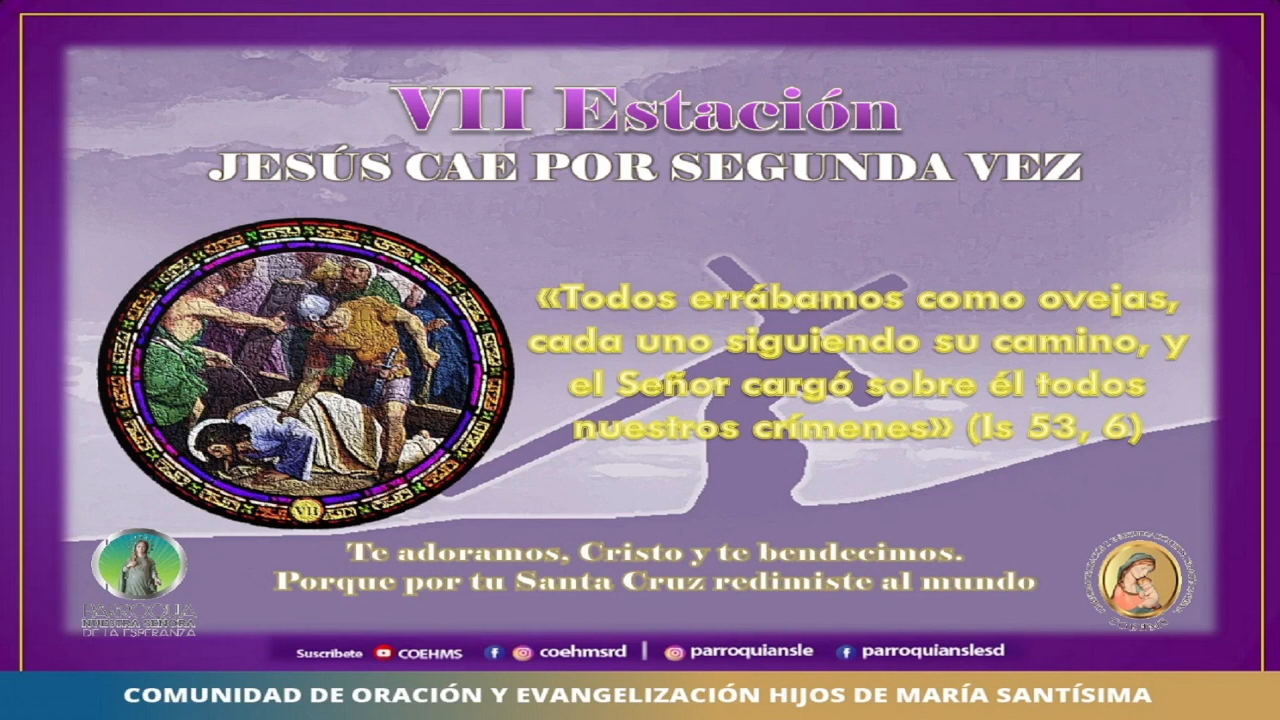 VII Estación
JESÚS CAE POR SEGUNDA VEZ
«Todos errábamos como ovejas,
cada uno siguiendo su camino, y
el Señor cargó sobre él todos
nuestros crímenes» (Is 53, 6)
VII
Te adoramos, Cristo y te bendecimos.
Porque por tu Santa Cruz redimiste al mundo
PARROQUIA
NUESTRA SEÑORA
DE LA ESPERANZA
COEHMS
Suscribete COEHMS coehmsrd | parroquiansle parroquianslesd
COMUNIDAD DE ORACIÓN Y EVANGELIZACIÓN HIJOS DE MARÍA SANTÍSIMA